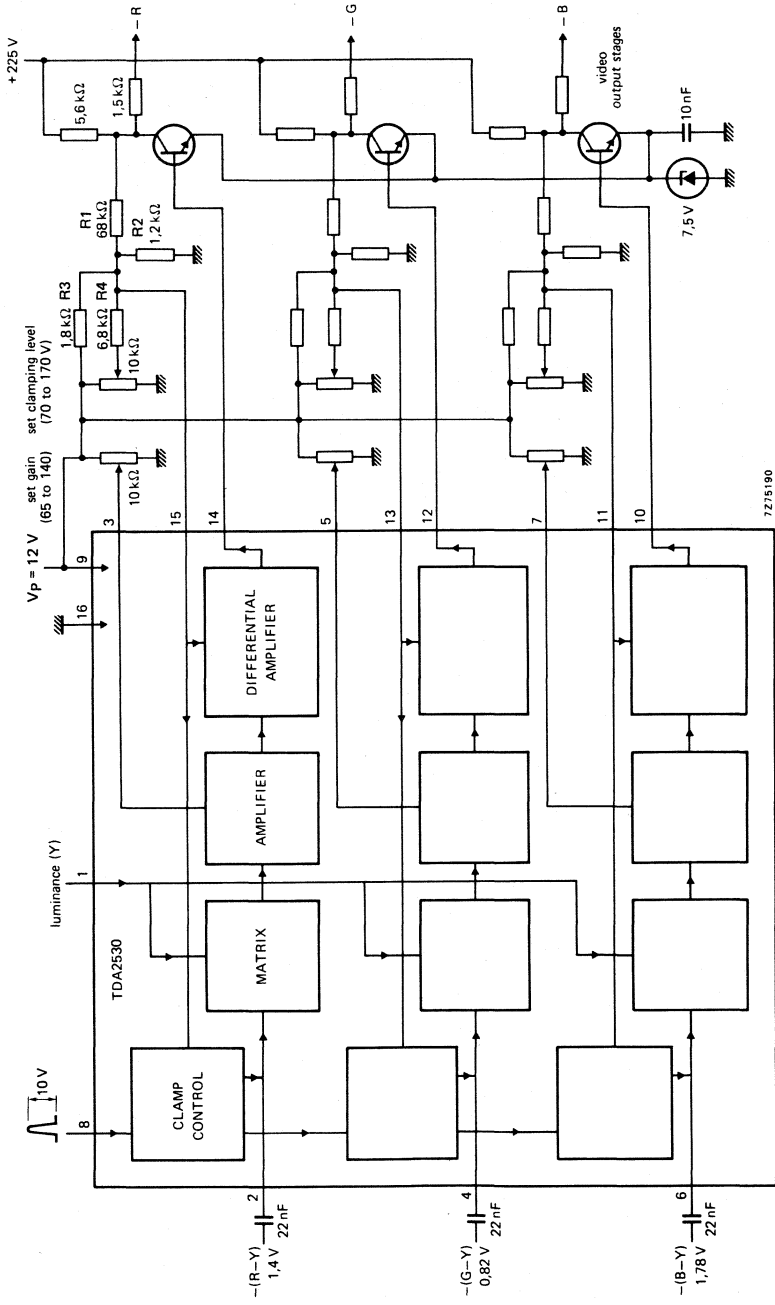 +225 V
– R
– G
– B
5,6 kΩ
1,5 kΩ
video
output stages
10 nF
7,5 V
R1
68 kΩ
R2
1,2 kΩ
R3
1,8 kΩ
R4
6,8 kΩ
10 kΩ
set clamping level
(70 to 170 V)
set gain
(65 to 140)
10 kΩ
VP = 12 V
3
15
14
5
13
12
7
11
10
9
16
7Z75190
DIFFERENTIAL
AMPLIFIER
AMPLIFIER
MATRIX
luminance (Y)
1
TDA2530
CLAMP
CONTROL
10 V
8
2
22 nF
–(R–Y)
1,4 V
4
22 nF
–(G–Y)
0,82 V
6
22 nF
–(B–Y)
1,78 V